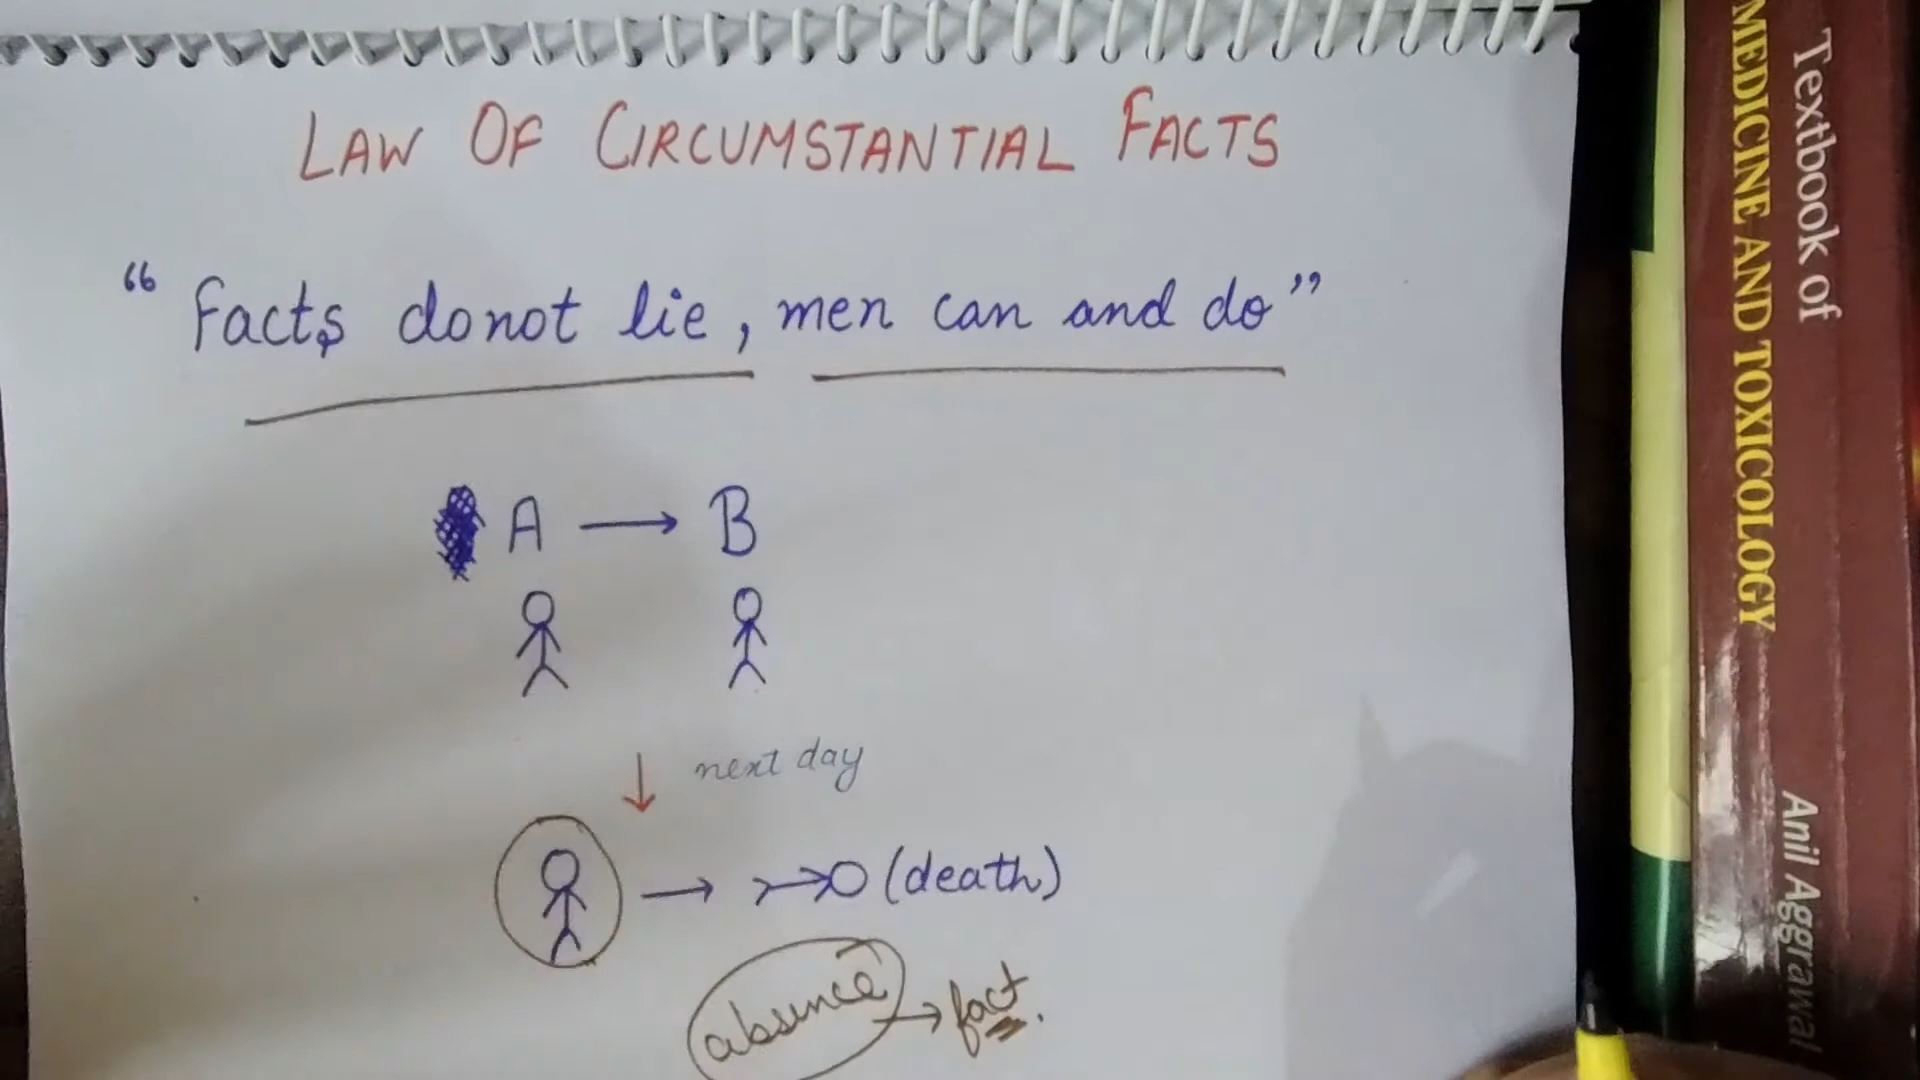 LAW OF CIRCUMSTANTIAL FACTS
“Facts donot lie, men can and do”
A → B
↓ next day
→ (death)
absence → fact.
Textbook of
MEDICINE AND TOXICOLOGY
Anil Aggrawal